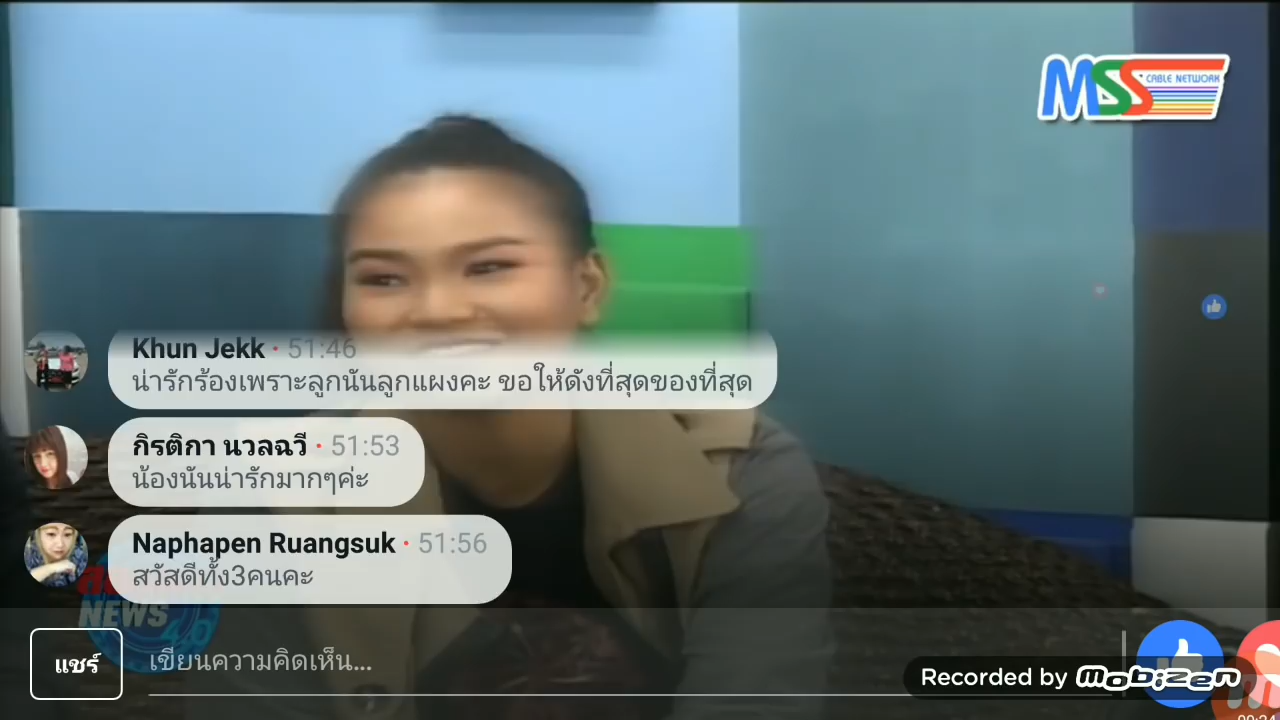 MSS CABLE NETWORK
Khun Jekk · 51:46
น่ารักร้องเพราะลูกนันลูกแผงคะ ขอให้ดังที่สุดของที่สุด
กิรติกา นวลฉวี · 51:53
น้องนันน่ารักมากๆค่ะ
Naphapen Ruangsuk · 51:56
สวัสดีทั้ง3คนคะ
NEWS
4.0
แชร์
เขียนความคิดเห็น...
Recorded by mobizen